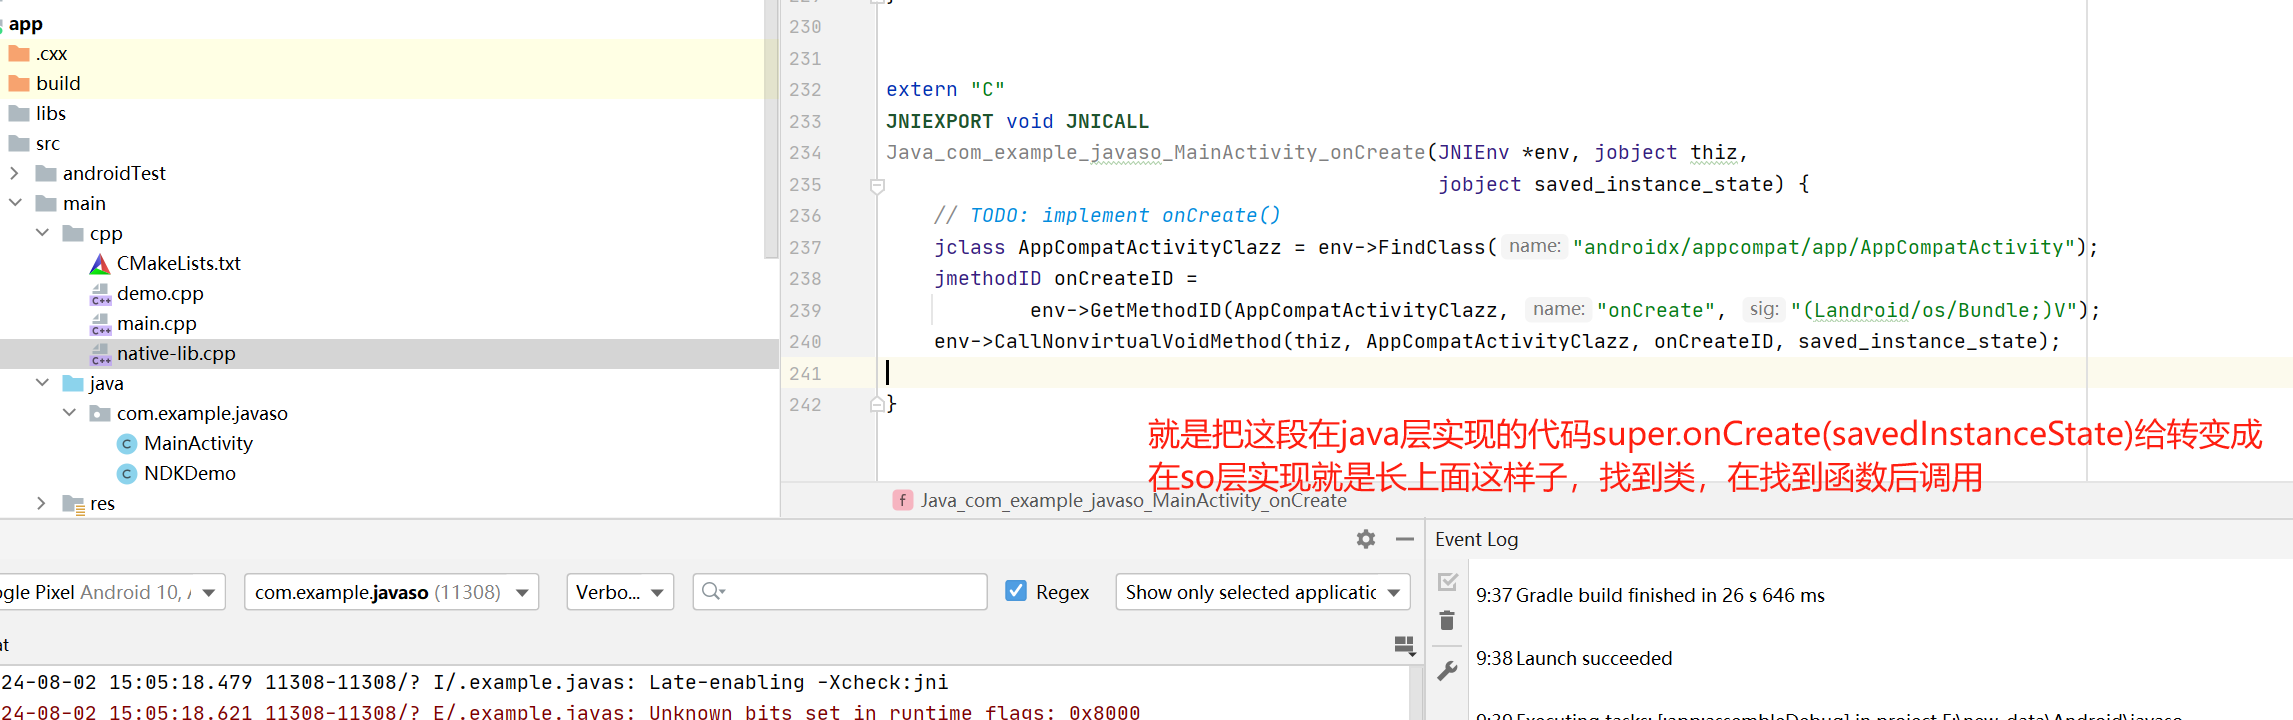 app
.cxx
build
libs
src
androidTest
main
cpp
CMakeLists.txt
demo.cpp
main.cpp
native-lib.cpp
java
com.example.javaso
MainActivity
NDKDemo
res
230
231
232 extern "C"
233 JNIEXPORT void JNICALL
234 Java_com_example_javaso_MainActivity_onCreate(JNIEnv *env, jobject thiz,
235 jobject saved_instance_state) {
236 // TODO: implement onCreate()
237 jclass AppCompatActivityClazz = env->FindClass( name: "androidx/appcompat/app/AppCompatActivity");
238 jmethodID onCreateID =
239 env->GetMethodID(AppCompatActivityClazz, name: "onCreate", sig: "(Landroid/os/Bundle;)V");
240 env->CallNonvirtualVoidMethod(thiz, AppCompatActivityClazz, onCreateID, saved_instance_state);
241
242 }
就是把这段在java层实现的代码super.onCreate(savedInstanceState)给转变成
在so层实现就是长上面这样子，找到类，在找到函数后调用
f Java_com_example_javaso_MainActivity_onCreate
Event Log
gle Pixel Android 10, com.example.javaso (11308) Verbo... Regex Show only selected applicatic
9:37 Gradle build finished in 26 s 646 ms
9:38 Launch succeeded
24-08-02 15:05:18.479 11308-11308/? I/.example.javas: Late-enabling -Xcheck:jni
24-08-02 15:05:18.621 11308-11308/? E/.example.javas: Unknown bits set in runtime flags: 0x8000